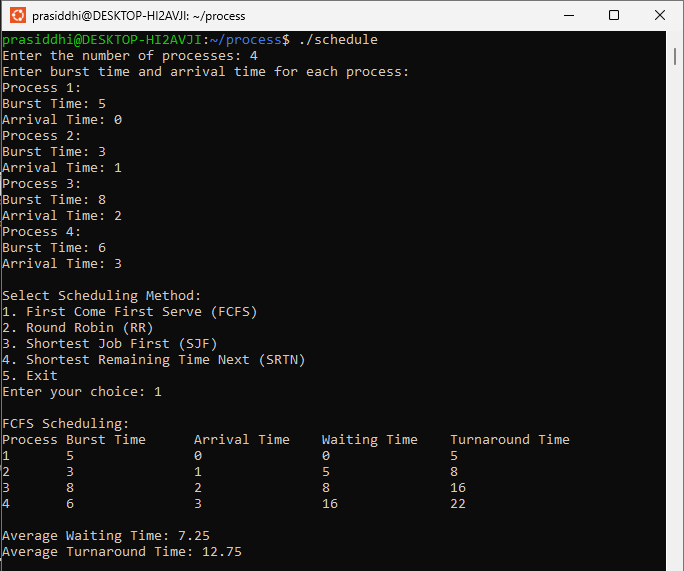 prasiddhi@DESKTOP-HI2AVJI: ~/process
prasiddhi@DESKTOP-HI2AVJI:~/process$ ./schedule
Enter the number of processes: 4
Enter burst time and arrival time for each process:
Process 1:
Burst Time: 5
Arrival Time: 0
Process 2:
Burst Time: 3
Arrival Time: 1
Process 3:
Burst Time: 8
Arrival Time: 2
Process 4:
Burst Time: 6
Arrival Time: 3

Select Scheduling Method:
1. First Come First Serve (FCFS)
2. Round Robin (RR)
3. Shortest Job First (SJF)
4. Shortest Remaining Time Next (SRTN)
5. Exit
Enter your choice: 1

FCFS Scheduling:
Process Burst Time      Arrival Time    Waiting Time    Turnaround Time
1       5               0               0               5
2       3               1               5               8
3       8               2               8               16
4       6               3               16              22

Average Waiting Time: 7.25
Average Turnaround Time: 12.75